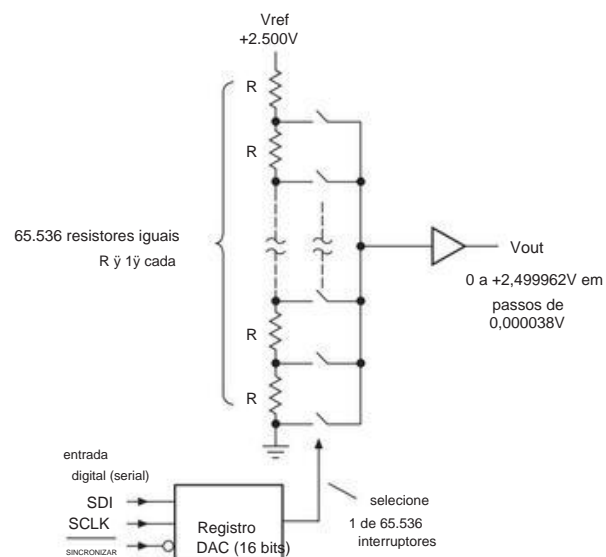 Vref
+2.500V
R
R
65.536 resistores iguais
R ÿ 1ÿ cada
Vout
0 a +2,499962V em
passos de
0,000038V
R
R
entrada
digital (serial)
SDI
SCLK
SINCRONIZAR
Registro
DAC (16 bits)
selecione
1 de 65.536
interruptores